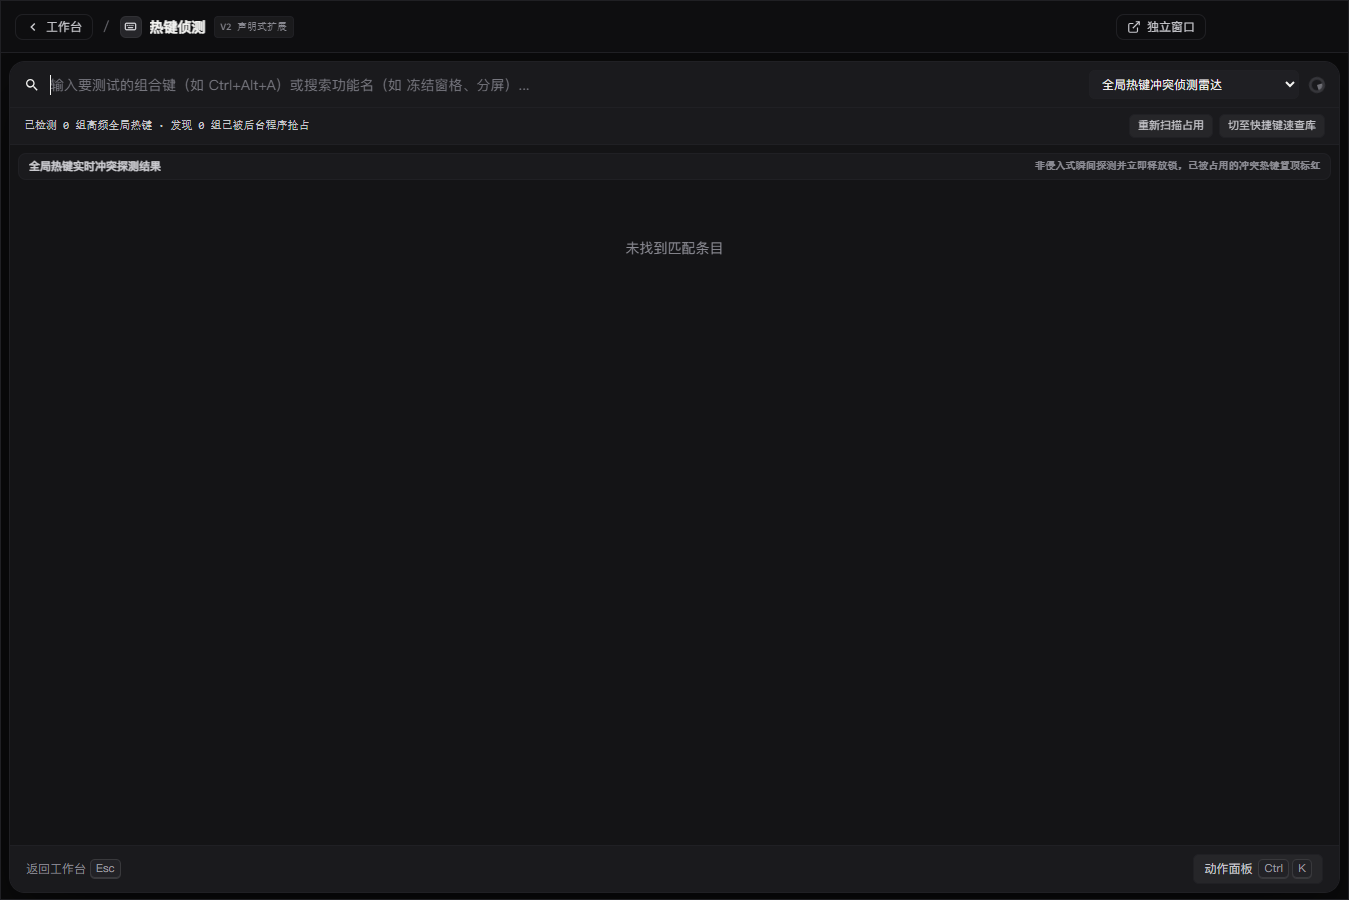 工作台 / 热键侦测 V2 声明式扩展 独立窗口
输入要测试的组合键（如 Ctrl+Alt+A）或搜索功能名（如 冻结窗格、分屏）... 全局热键冲突侦测雷达
已检测 0 组高频全局热键 · 发现 0 组已被后台程序抢占 重新扫描占用 切至快捷键速查库
全局热键实时冲突探测结果 非侵入式瞬间探测并立即释放锁，已被占用的冲突热键置顶标红
未找到匹配条目
返回工作台 Esc 动作面板 Ctrl K